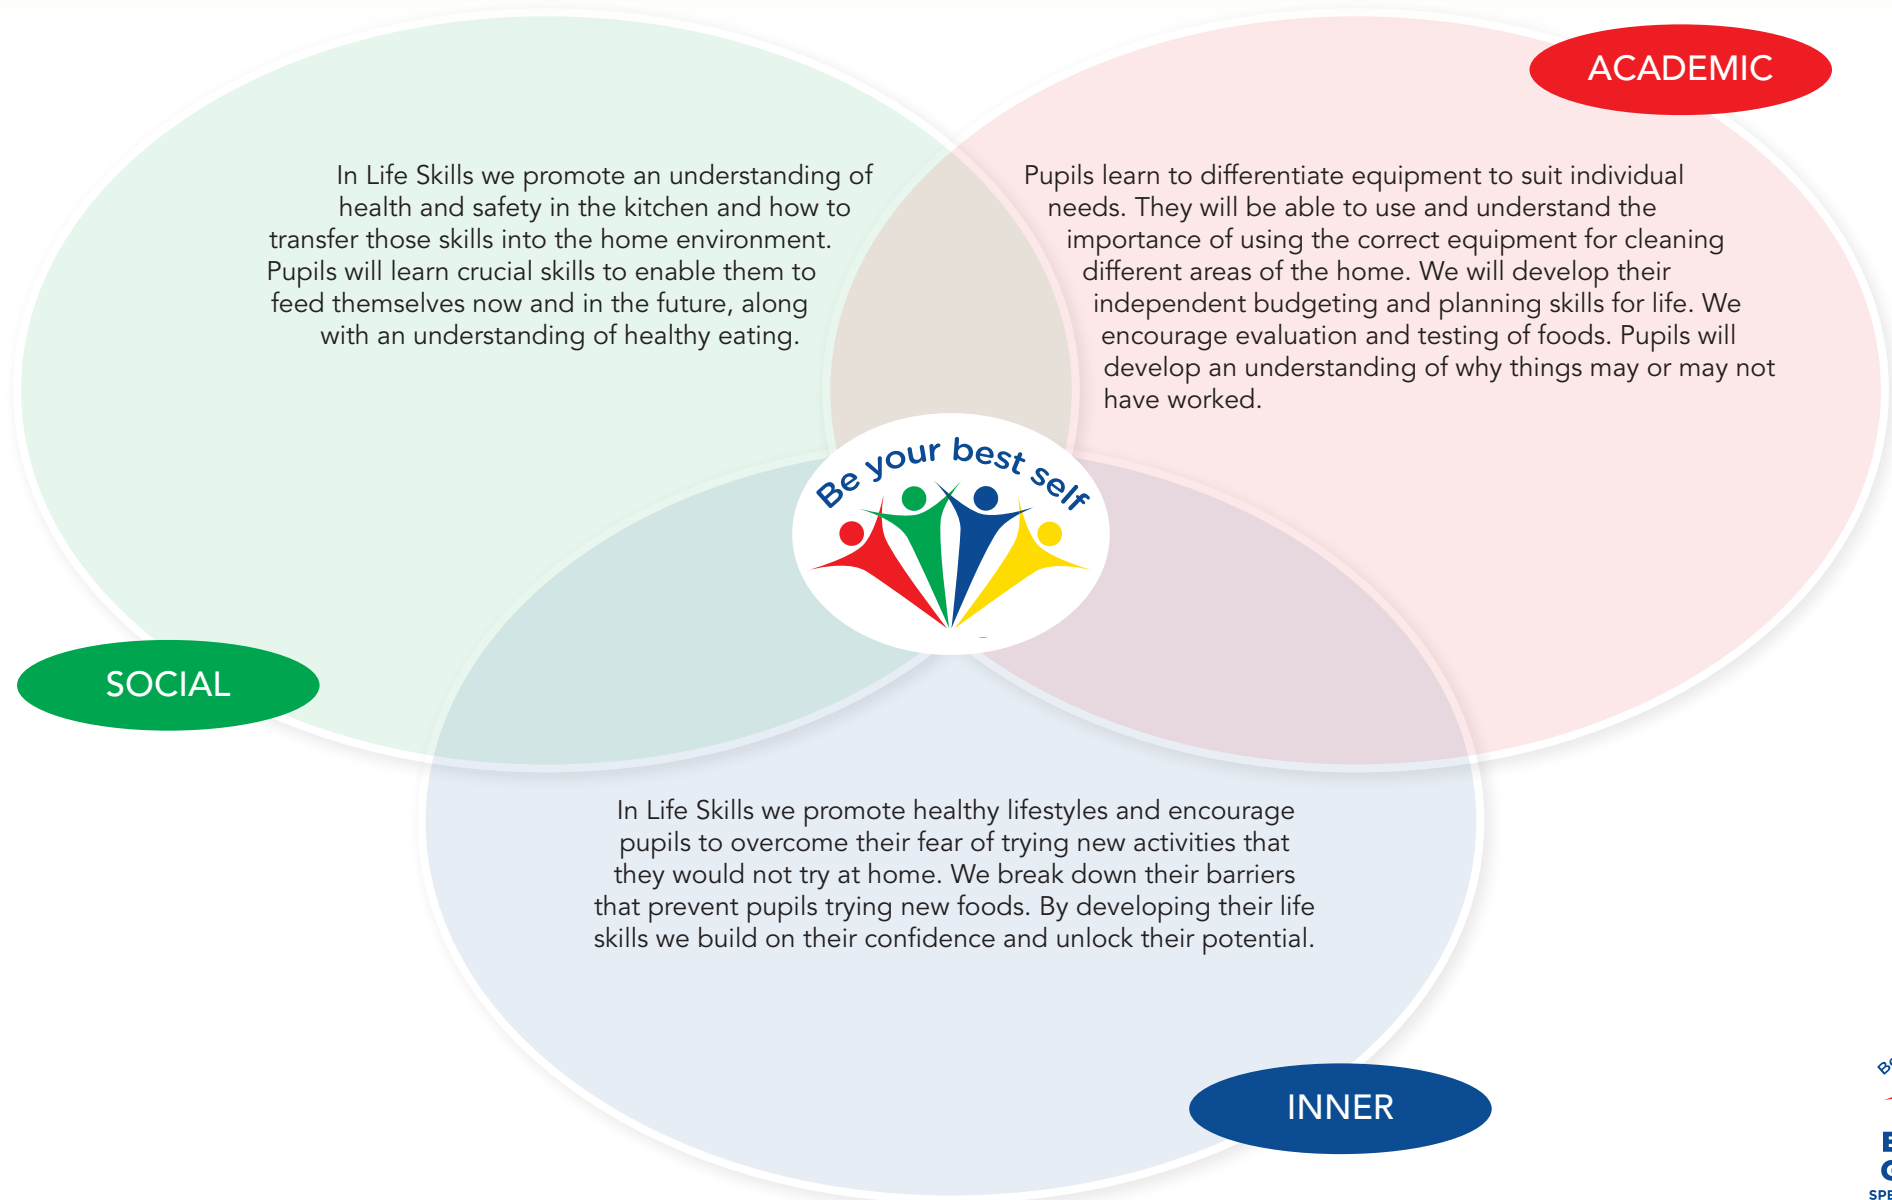 ACADEMIC
In Life Skills we promote an understanding of
health and safety in the kitchen and how to
transfer those skills into the home environment.
Pupils will learn crucial skills to enable them to
feed themselves now and in the future, along
with an understanding of healthy eating.
Pupils learn to differentiate equipment to suit individual
needs. They will be able to use and understand the
importance of using the correct equipment for cleaning
different areas of the home. We will develop their
independent budgeting and planning skills for life. We
encourage evaluation and testing of foods. Pupils will
develop an understanding of why things may or may not
have worked.
Be your best self
SOCIAL
In Life Skills we promote healthy lifestyles and encourage
pupils to overcome their fear of trying new activities that
they would not try at home. We break down their barriers
that prevent pupils trying new foods. By developing their life
skills we build on their confidence and unlock their potential.
INNER